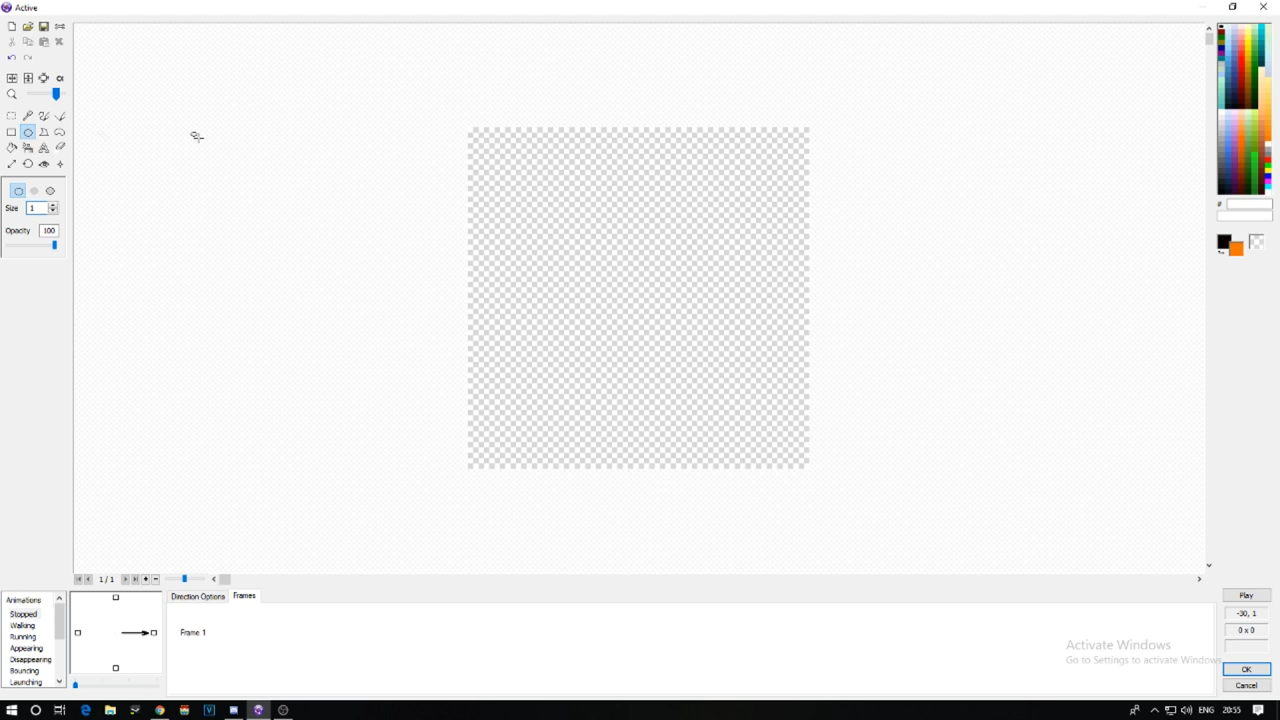 Active
Size 1
Opacity 100
#
1 / 1
Animations
Stopped
Walking
Running
Appearing
Disappearing
Bouncing
Launching
Direction Options Frames
Frame 1
Play
-30, 1
0 x 0
OK
Cancel
Activate Windows
Go to Settings to activate Windows.
ENG 20:55